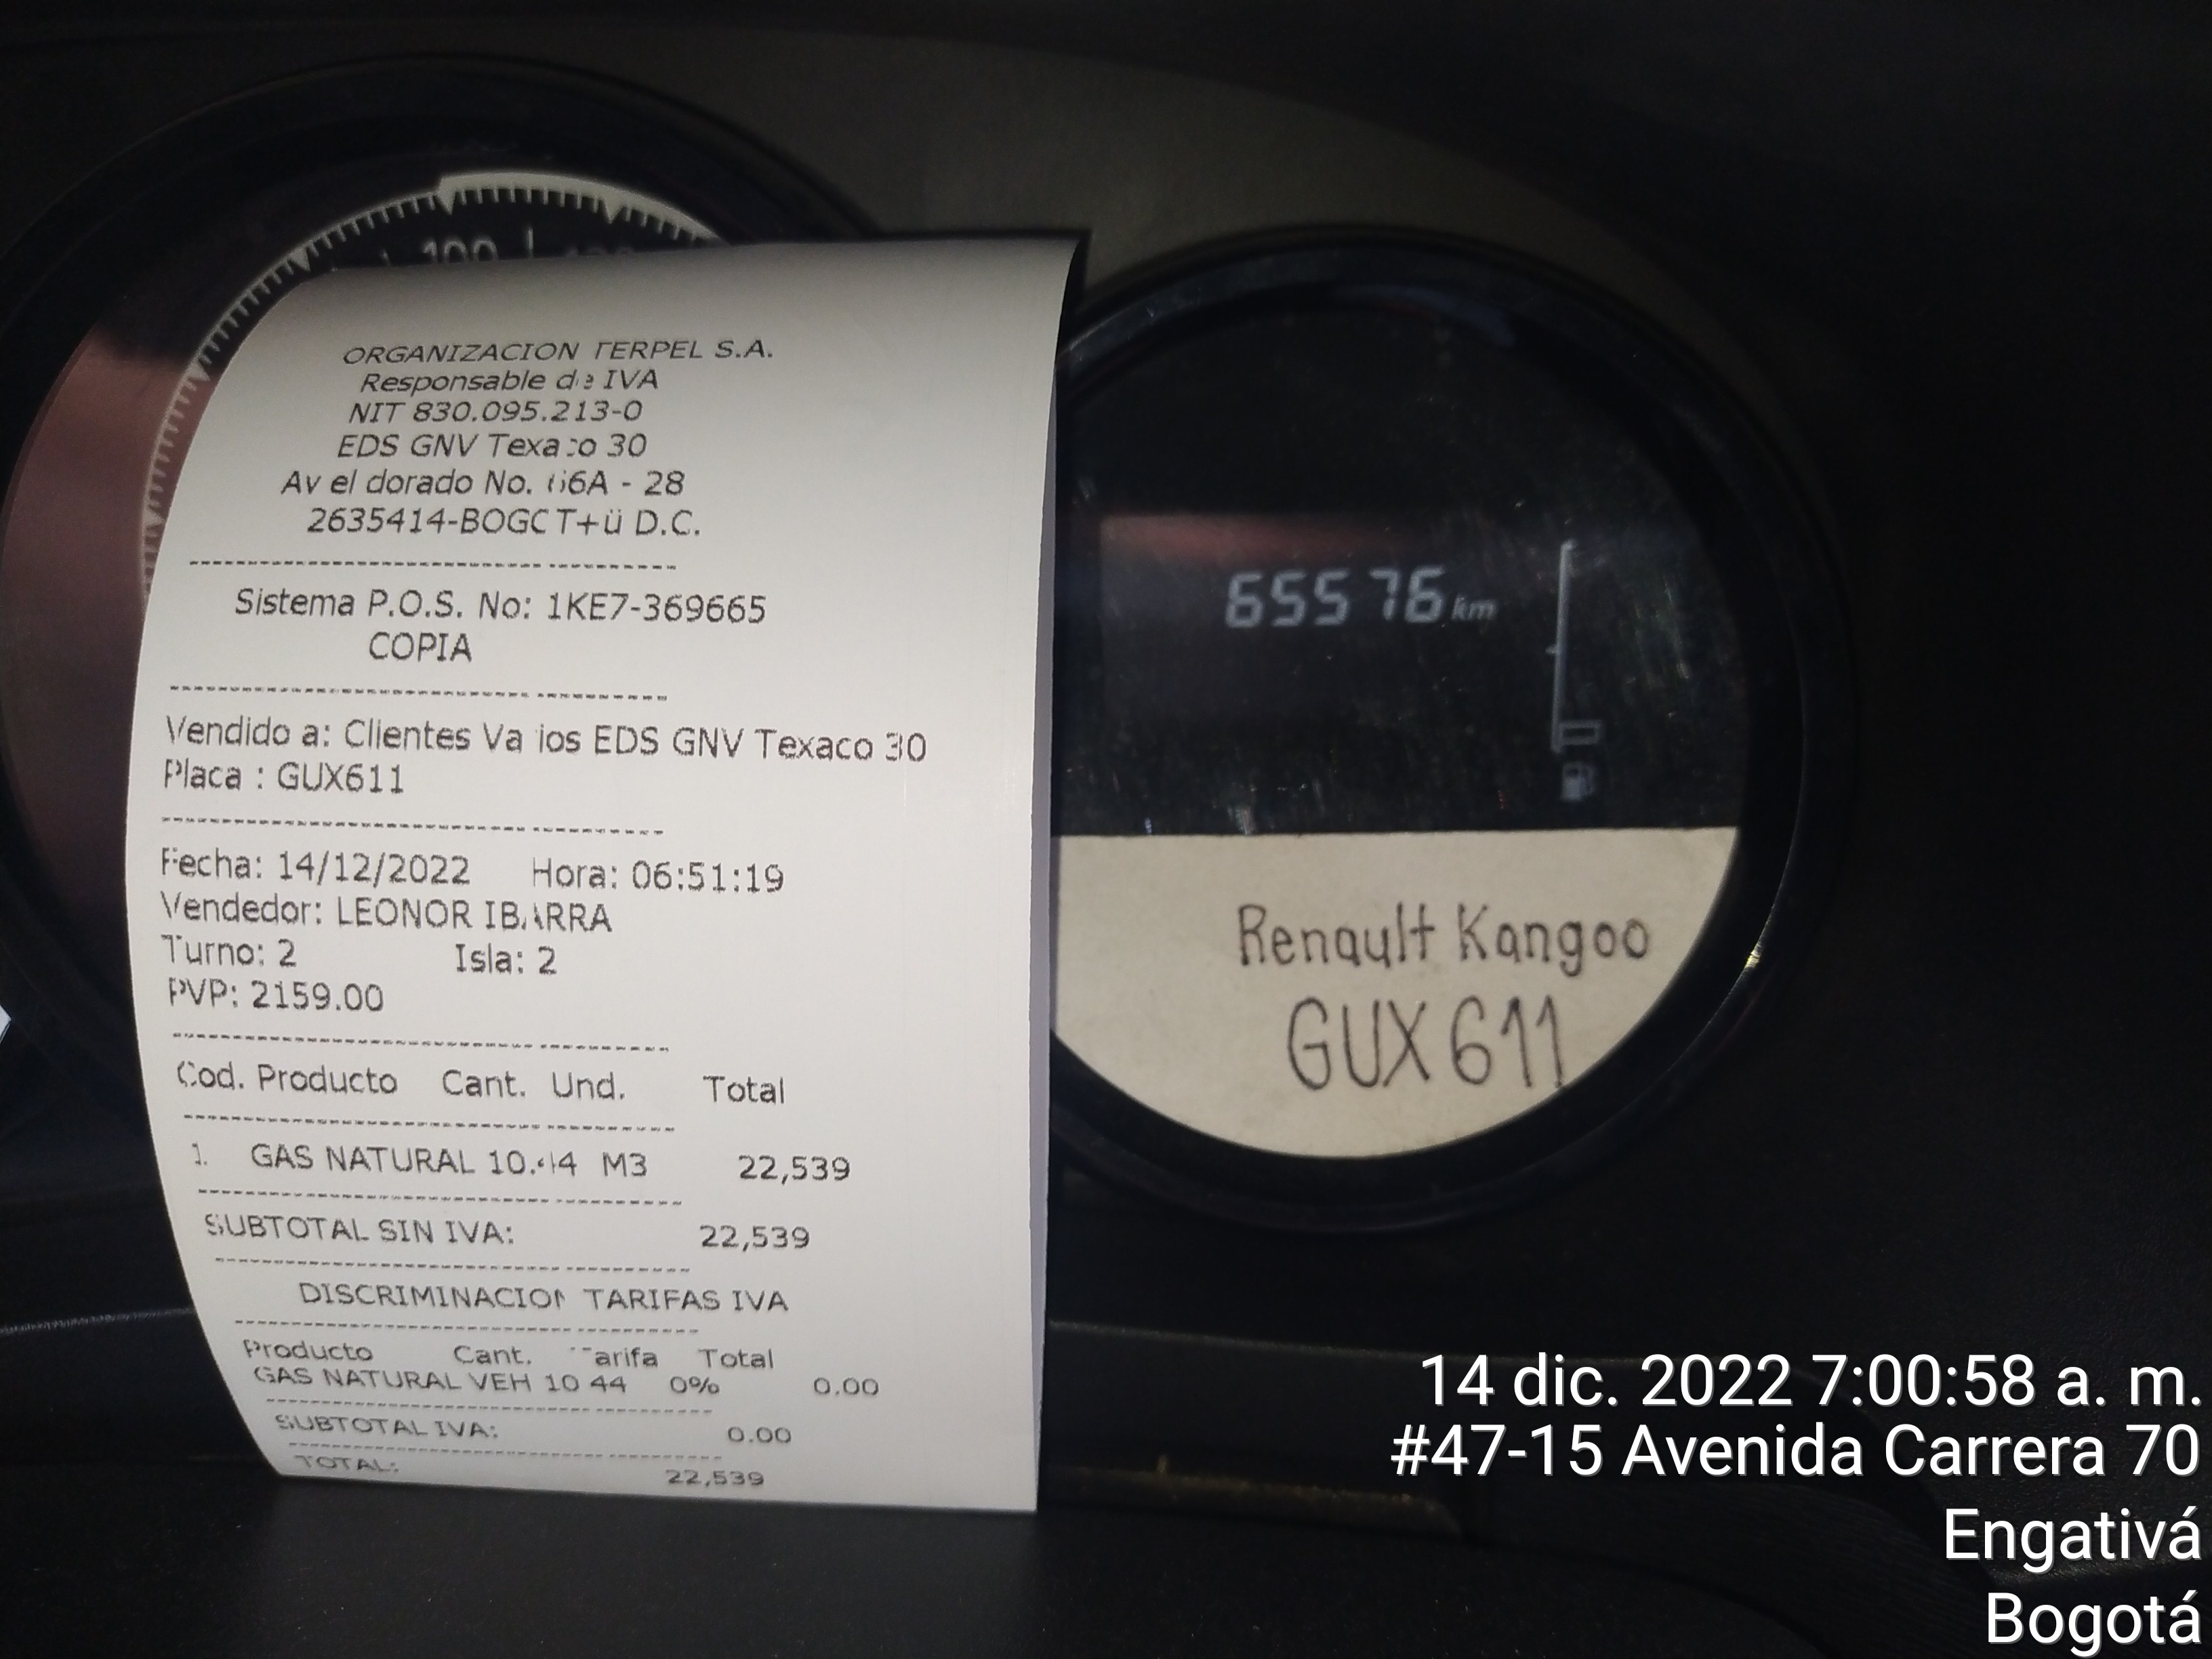 100
ORGANIZACION TERPEL S.A.
Responsable de IVA
NIT 830.095.213-0
EDS GNV Texaco 30
Av el dorado No. 66A - 28
2635414-BOGOT+ü D.C.
Sistema P.O.S. No: 1KE7-369665
COPIA
Vendido a: Clientes Varios EDS GNV Texaco 30
Placa : GUX611
Fecha: 14/12/2022 Hora: 06:51:19
Vendedor: LEONOR IBARRA
Turno: 2 Isla: 2
PVP: 2159.00
Cod. Producto Cant. Und. Total
1 GAS NATURAL 10.44 M3 22,539
SUBTOTAL SIN IVA: 22,539
DISCRIMINACION TARIFAS IVA
Producto Cant. Tarifa Total
GAS NATURAL VEH 10.44 0% 0.00
SUBTOTAL IVA: 0.00
TOTAL: 22,539
65576 km
Renault Kangoo
GUX 611
14 dic. 2022 7:00:58 a. m.
#47-15 Avenida Carrera 70
Engativá
Bogotá